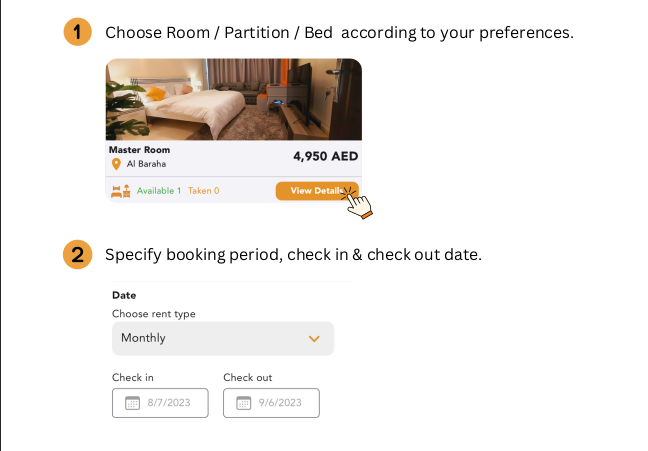 1 Choose Room / Partition / Bed according to your preferences.
Master Room
Al Baraha
4,950 AED
Available 1 Taken 0
View Details
2 Specify booking period, check in & check out date.
Date
Choose rent type
Monthly
Check in Check out
8/7/2023 9/6/2023